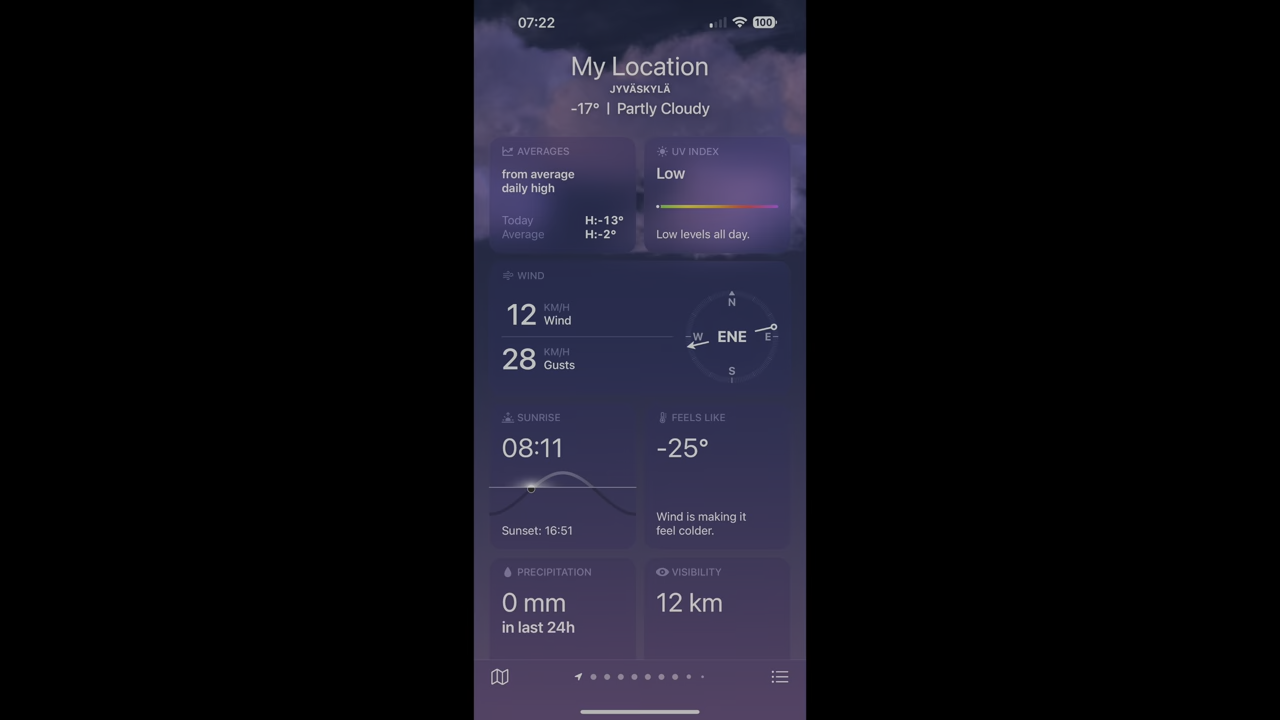 07:22
100
My Location
JYVÄSKYLÄ
-17° | Partly Cloudy
AVERAGES
from average
daily high
Today H:-13°
Average H:-2°
UV INDEX
Low
Low levels all day.
WIND
12 KM/H Wind
28 KM/H Gusts
N
W ENE E
S
SUNRISE
08:11
Sunset: 16:51
FEELS LIKE
-25°
Wind is making it
feel colder.
PRECIPITATION
0 mm
in last 24h
VISIBILITY
12 km